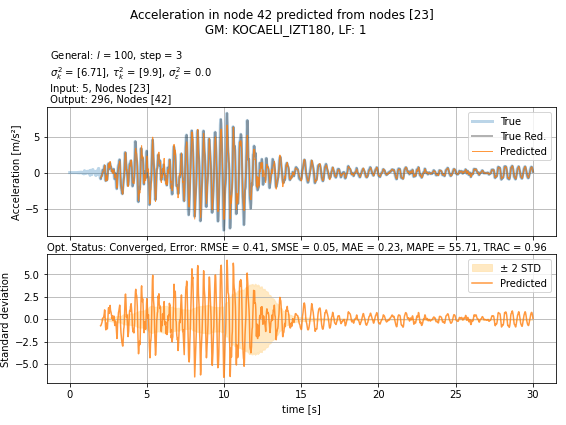 Acceleration in node 42 predicted from nodes [23]
GM: KOCAELI_IZT180, LF: 1
General: l = 100, step = 3
σ²ₖ = [6.71], τ²ₖ = [9.9], σ²ε = 0.0
Input: 5, Nodes [23]
Output: 296, Nodes [42]
Acceleration [m/s²]
5
0
−5
True
True Red.
Predicted
Opt. Status: Converged, Error: RMSE = 0.41, SMSE = 0.05, MAE = 0.23, MAPE = 55.71, TRAC = 0.96
Standard deviation
5.0
2.5
0.0
−2.5
−5.0
± 2 STD
Predicted
0 5 10 15 20 25 30
time [s]